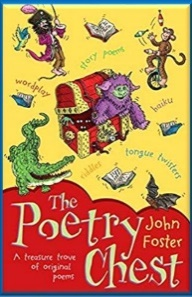 story poems
wordplay
haiku
riddles
tongue twisters
The
Poetry
John
Foster
Chest
A treasure trove
of original
poems